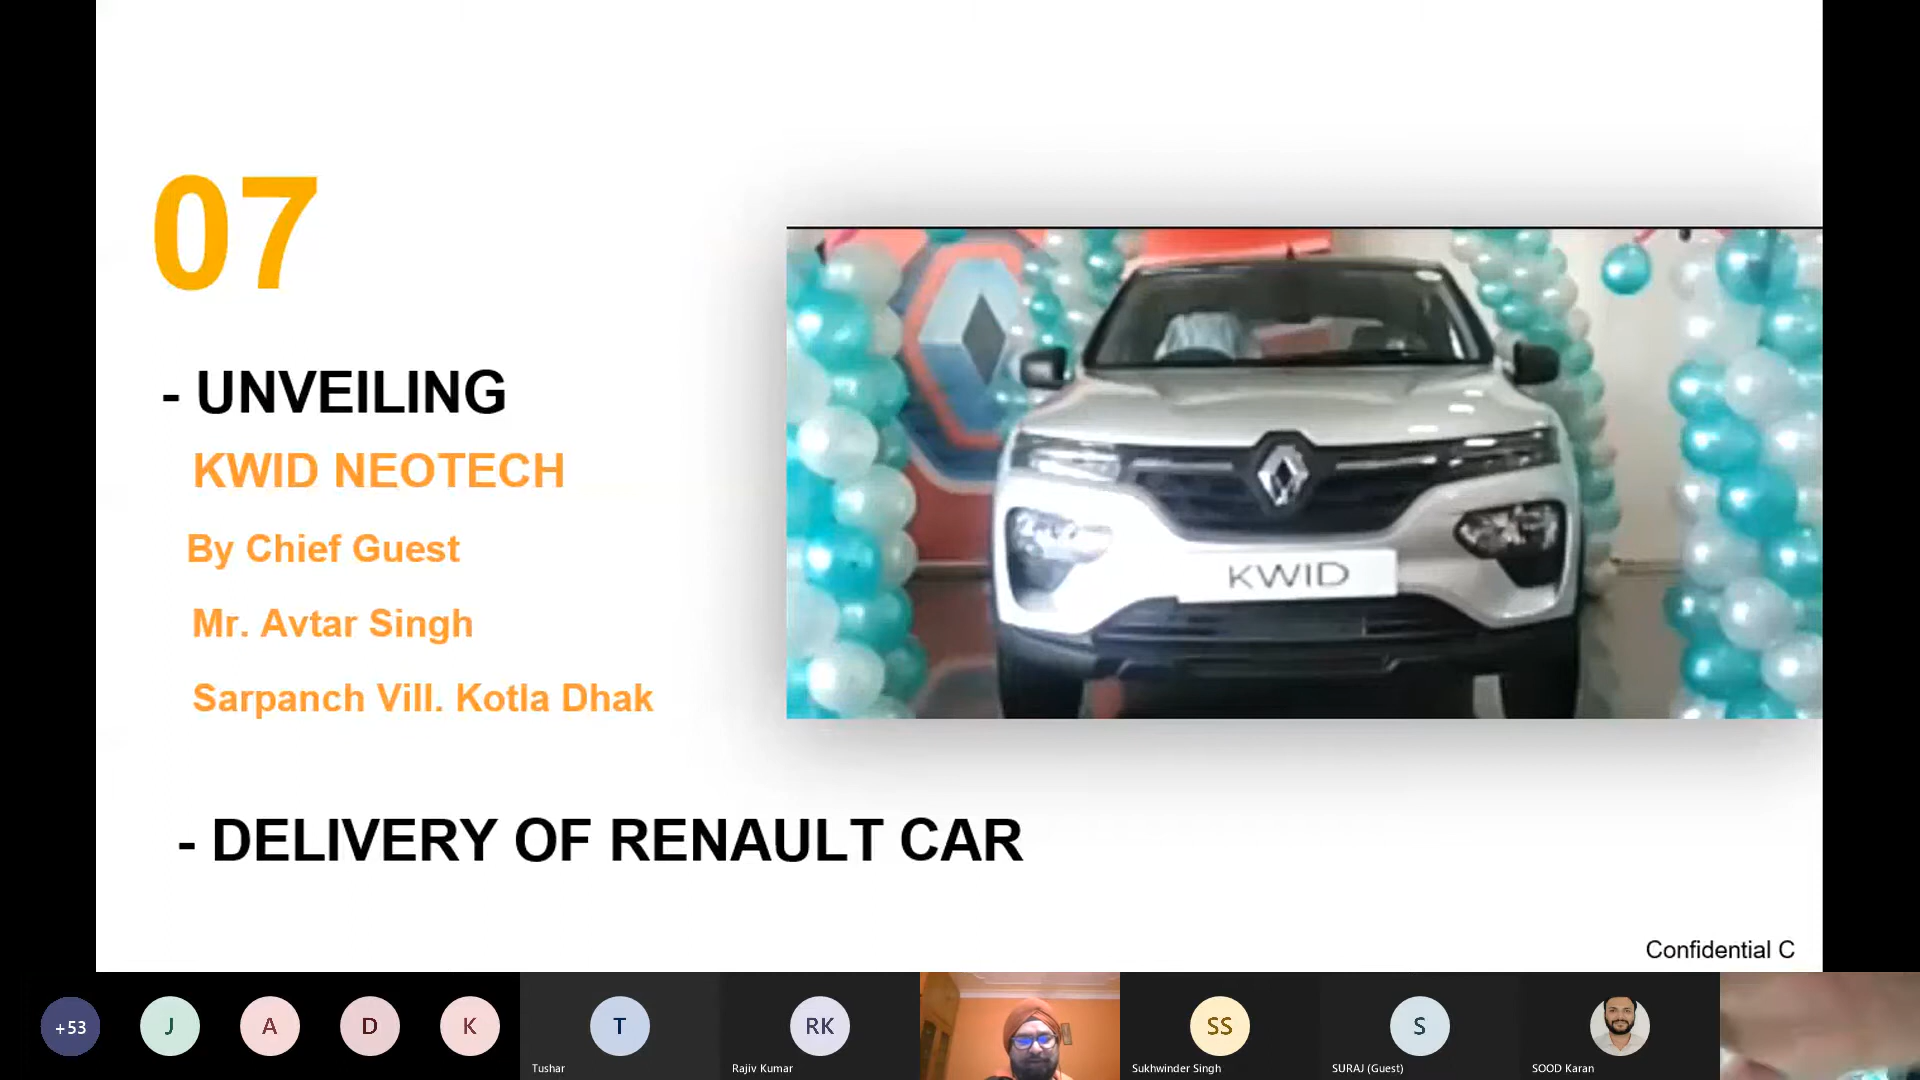 07
- UNVEILING
KWID NEOTECH
By Chief Guest
Mr. Avtar Singh
Sarpanch Vill. Kotla Dhak
KWID
- DELIVERY OF RENAULT CAR
Confidential C
+53
J
A
D
K
T
Tushar
RK
Rajiv Kumar
SS
Sukhwinder Singh
S
SURAJ (Guest)
SOOD Karan